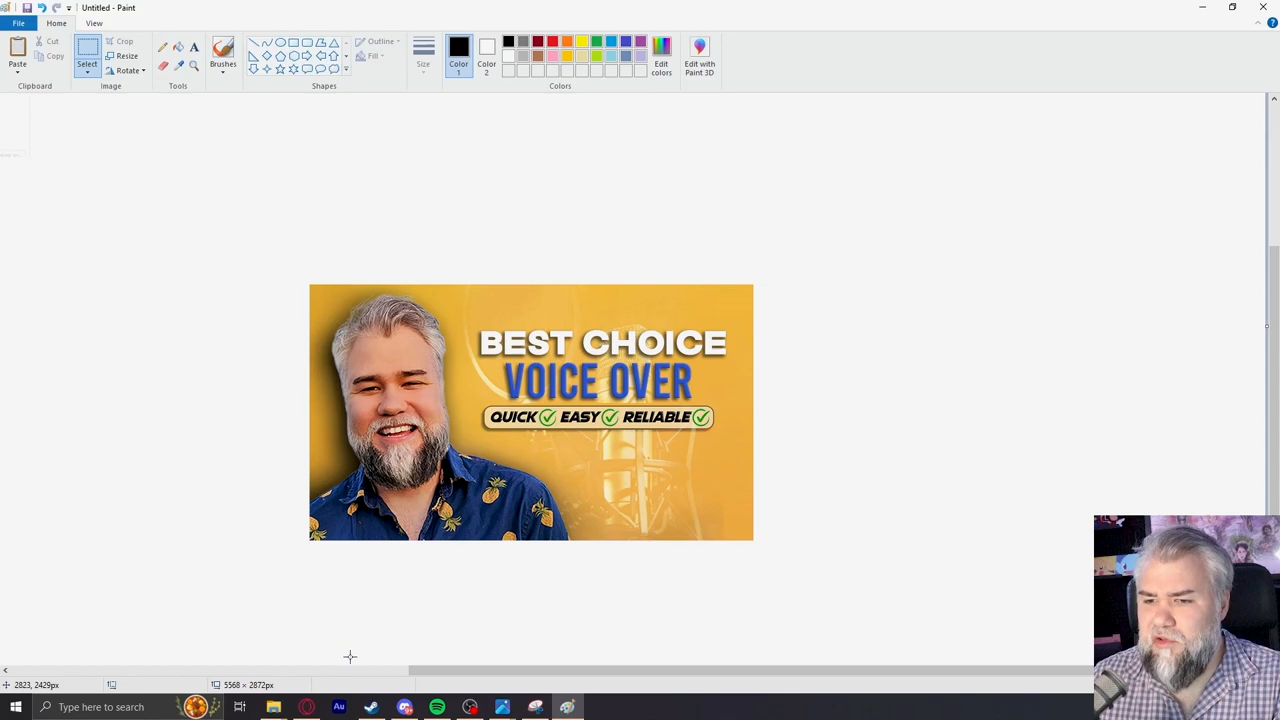 Untitled - Paint
File Home View
Paste
Cut
Copy
Clipboard
Select
Crop
Resize
Rotate
Image
Tools
Brushes
Shapes
Outline
Fill
Size
Color 1
Color 2
Colors
Edit colors
Edit with Paint 3D
BEST CHOICE
VOICE OVER
QUICK EASY RELIABLE
2823, 2429px
5568 × 2872px
Type here to search
Au